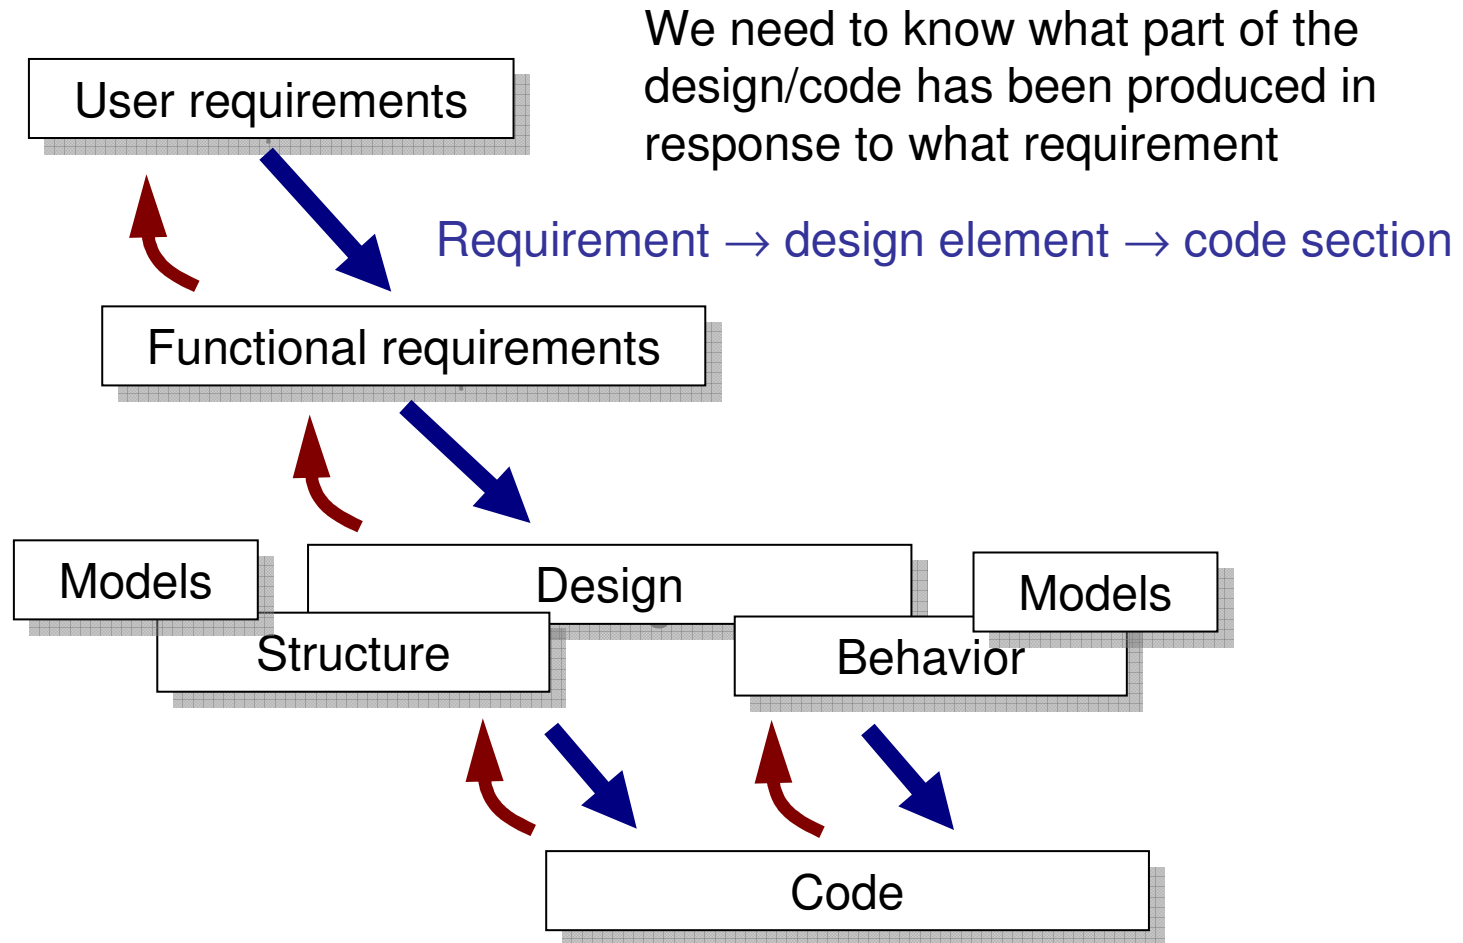 We need to know what part of the
design/code has been produced in
response to what requirement
User requirements
Requirement → design element → code section
Functional requirements
Models
Design
Models
Structure
Behavior
Code